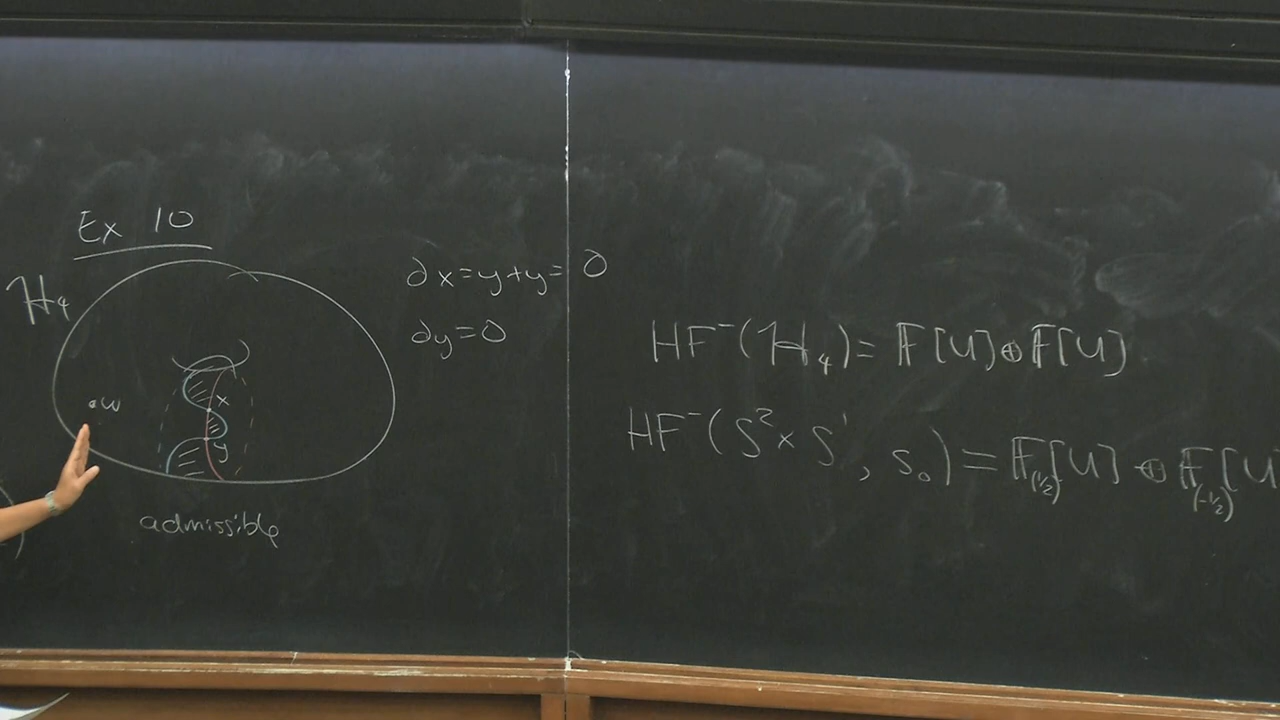 Ex 10
H₄
·w
x
y
admissible
∂x=y+y=0
∂y=0
HF⁻(H₄)= 𝔽[U]⊕𝔽[U]
HF⁻(S²×S¹, s₀)= 𝔽₍₁/₂₎[U] ⊕ 𝔽₍₋₁/₂₎[U